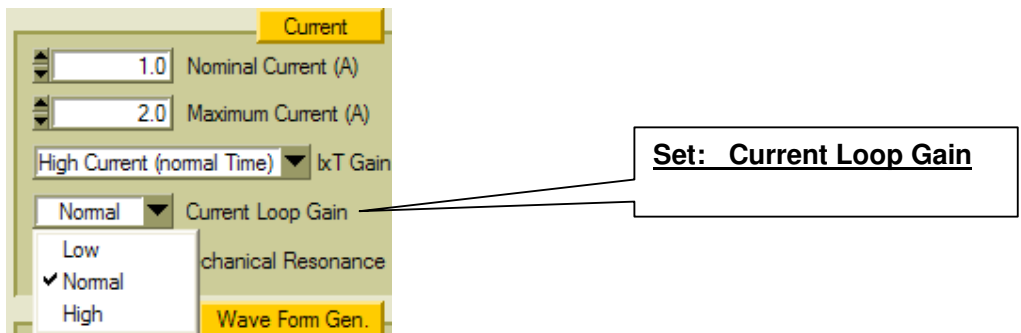 Current
1.0 Nominal Current (A)
2.0 Maximum Current (A)
High Current (normal Time) IxT Gain
Set: Current Loop Gain
Normal Current Loop Gain
Low
chanical Resonance
Normal
High
Wave Form Gen.